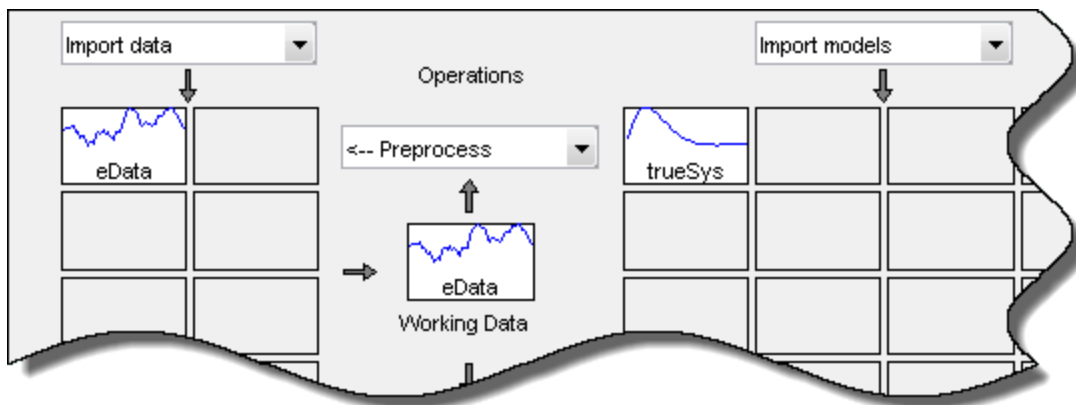 Import data
Import models
Operations
<-- Preprocess
eData
trueSys
eData
Working Data